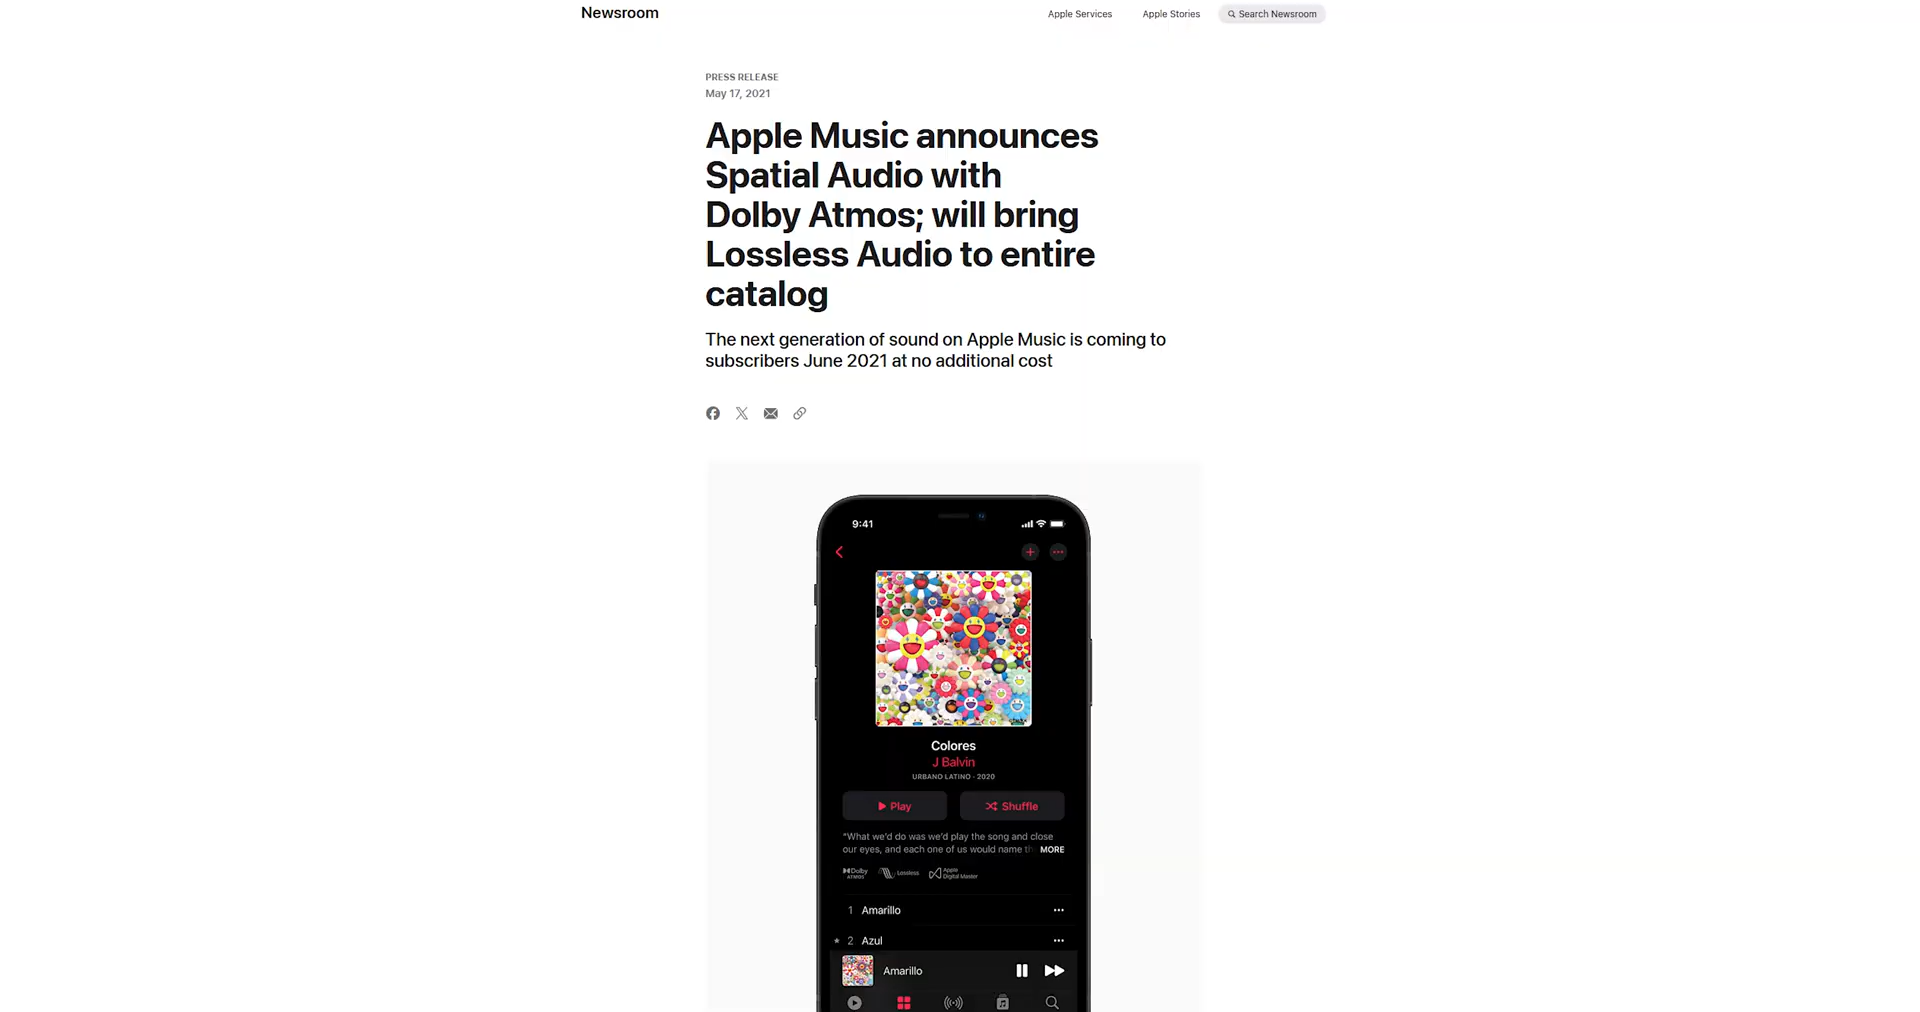 Newsroom
Apple Services
Apple Stories
Search Newsroom
PRESS RELEASE
May 17, 2021
Apple Music announces
Spatial Audio with
Dolby Atmos; will bring
Lossless Audio to entire
catalog
The next generation of sound on Apple Music is coming to
subscribers June 2021 at no additional cost
9:41
Colores
J Balvin
URBANO LATINO · 2020
Play
Shuffle
"What we'd do was we'd play the song and close
our eyes, and each one of us would name th MORE
Dolby
ATMOS
Lossless
Apple
Digital Master
1 Amarillo
★ 2 Azul
Amarillo